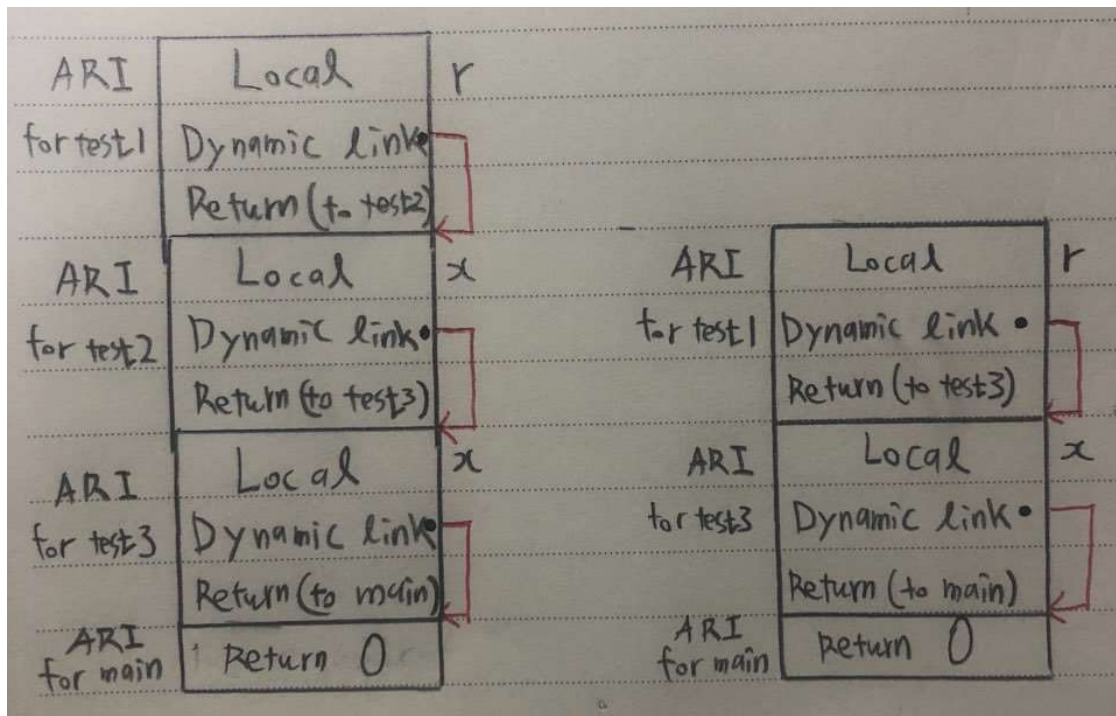 ARI Local r
for test1 Dynamic link
Return (to test2)
ARI Local x
for test2 Dynamic link
Return (to test3)
ARI Local x
for test3 Dynamic link
Return (to main)
ARI
for main Return 0
ARI Local r
for test1 Dynamic link
Return (to test3)
ARI Local x
for test3 Dynamic link
Return (to main)
ARI
for main Return 0